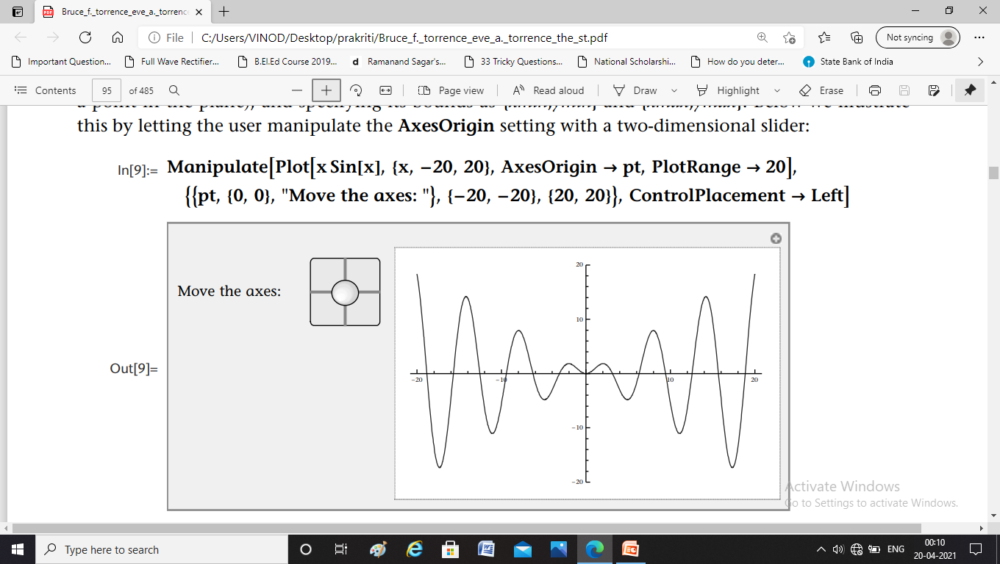 Bruce_f._torrence_eve_a._torrence
File C:/Users/VINOD/Desktop/prakriti/Bruce_f._torrence_eve_a._torrence_the_st.pdf Not syncing
Important Question... Full Wave Rectifier... B.El.Ed Course 2019... d Ramanand Sagar's... 33 Tricky Questions... National Scholarshi... How do you deter... State Bank of India
Contents 95 of 485 Page view A Read aloud Draw Highlight Erase
this by letting the user manipulate the AxesOrigin setting with a two-dimensional slider:
In[9]:= Manipulate[Plot[x Sin[x], {x, −20, 20}, AxesOrigin → pt, PlotRange → 20],
{{pt, {0, 0}, "Move the axes: "}, {−20, −20}, {20, 20}}, ControlPlacement → Left]
Out[9]=
Move the axes:
20
10
−20 −10 10 20
−10
−20
Activate Windows
Go to Settings to activate Windows.
Type here to search
ENG 00:10
20-04-2021